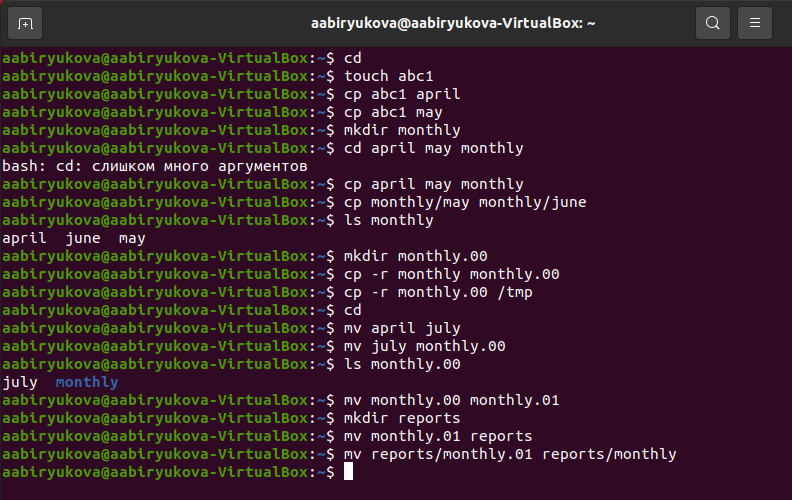 aabiryukova@aabiryukova-VirtualBox: ~
aabiryukova@aabiryukova-VirtualBox:~$ cd
aabiryukova@aabiryukova-VirtualBox:~$ touch abc1
aabiryukova@aabiryukova-VirtualBox:~$ cp abc1 april
aabiryukova@aabiryukova-VirtualBox:~$ cp abc1 may
aabiryukova@aabiryukova-VirtualBox:~$ mkdir monthly
aabiryukova@aabiryukova-VirtualBox:~$ cd april may monthly
bash: cd: слишком много аргументов
aabiryukova@aabiryukova-VirtualBox:~$ cp april may monthly
aabiryukova@aabiryukova-VirtualBox:~$ cp monthly/may monthly/june
aabiryukova@aabiryukova-VirtualBox:~$ ls monthly
april  june  may
aabiryukova@aabiryukova-VirtualBox:~$ mkdir monthly.00
aabiryukova@aabiryukova-VirtualBox:~$ cp -r monthly monthly.00
aabiryukova@aabiryukova-VirtualBox:~$ cp -r monthly.00 /tmp
aabiryukova@aabiryukova-VirtualBox:~$ cd
aabiryukova@aabiryukova-VirtualBox:~$ mv april july
aabiryukova@aabiryukova-VirtualBox:~$ mv july monthly.00
aabiryukova@aabiryukova-VirtualBox:~$ ls monthly.00
july  monthly
aabiryukova@aabiryukova-VirtualBox:~$ mv monthly.00 monthly.01
aabiryukova@aabiryukova-VirtualBox:~$ mkdir reports
aabiryukova@aabiryukova-VirtualBox:~$ mv monthly.01 reports
aabiryukova@aabiryukova-VirtualBox:~$ mv reports/monthly.01 reports/monthly
aabiryukova@aabiryukova-VirtualBox:~$